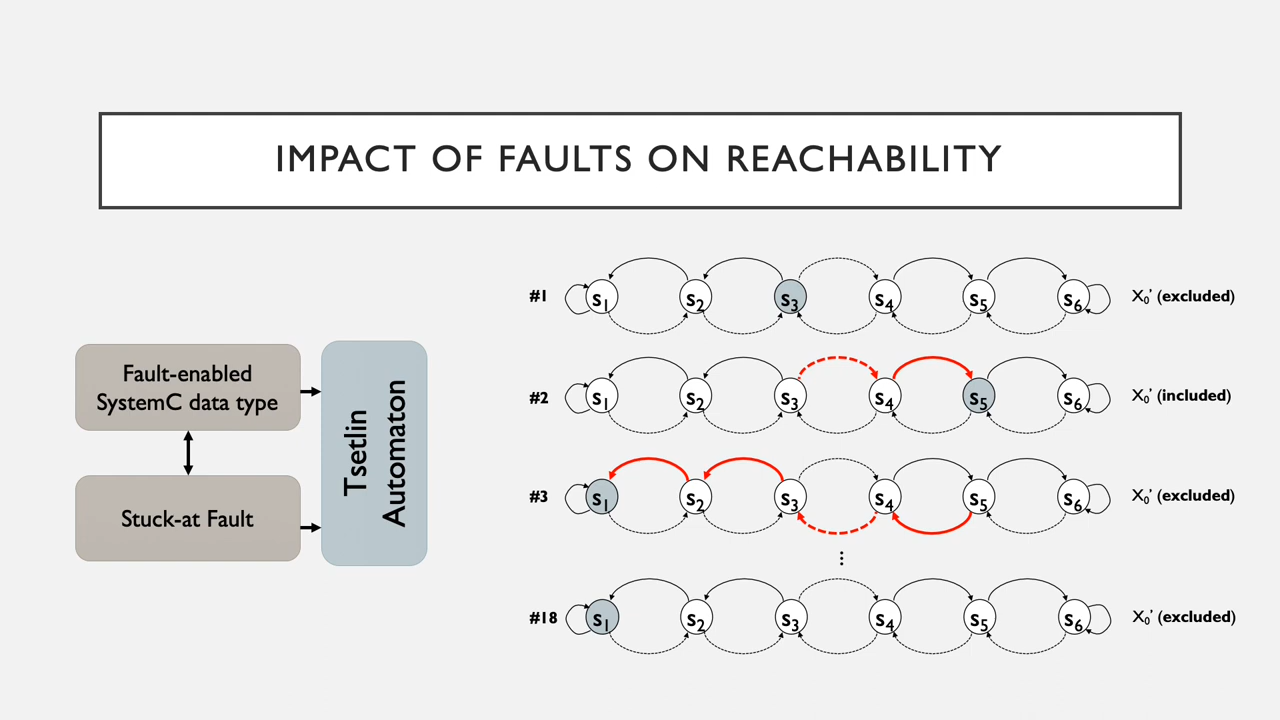 IMPACT OF FAULTS ON REACHABILITY
Fault-enabled
SystemC data type
Stuck-at Fault
Tsetlin
Automaton
#1 S1 S2 S3 S4 S5 S6 X0' (excluded)
#2 S1 S2 S3 S4 S5 S6 X0' (included)
#3 S1 S2 S3 S4 S5 S6 X0' (excluded)
⋮
#18 S1 S2 S3 S4 S5 S6 X0' (excluded)